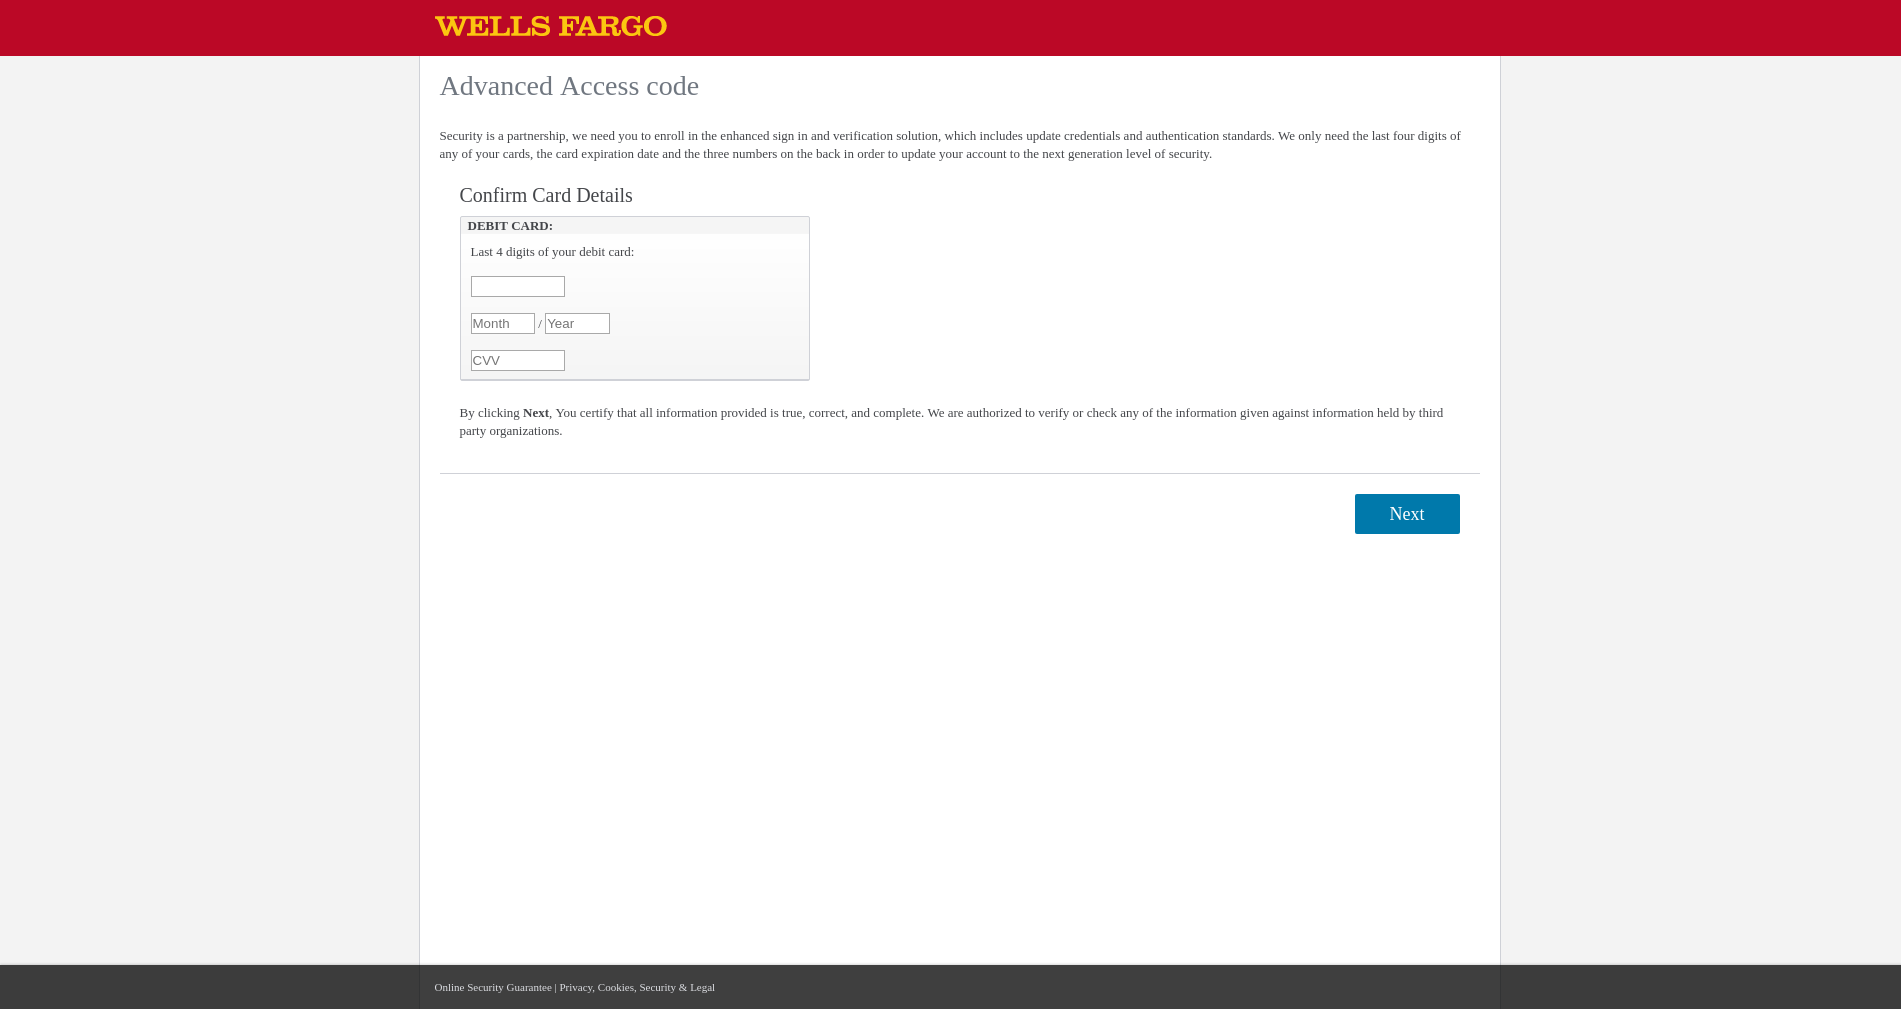 WELLS FARGO
Advanced Access code
Security is a partnership, we need you to enroll in the enhanced sign in and verification solution, which includes update credentials and authentication standards. We only need the last four digits of
any of your cards, the card expiration date and the three numbers on the back in order to update your account to the next generation level of security.
Confirm Card Details
DEBIT CARD:
Last 4 digits of your debit card:
Month / Year
CVV
By clicking Next, You certify that all information provided is true, correct, and complete. We are authorized to verify or check any of the information given against information held by third
party organizations.
Next
Online Security Guarantee | Privacy, Cookies, Security & Legal